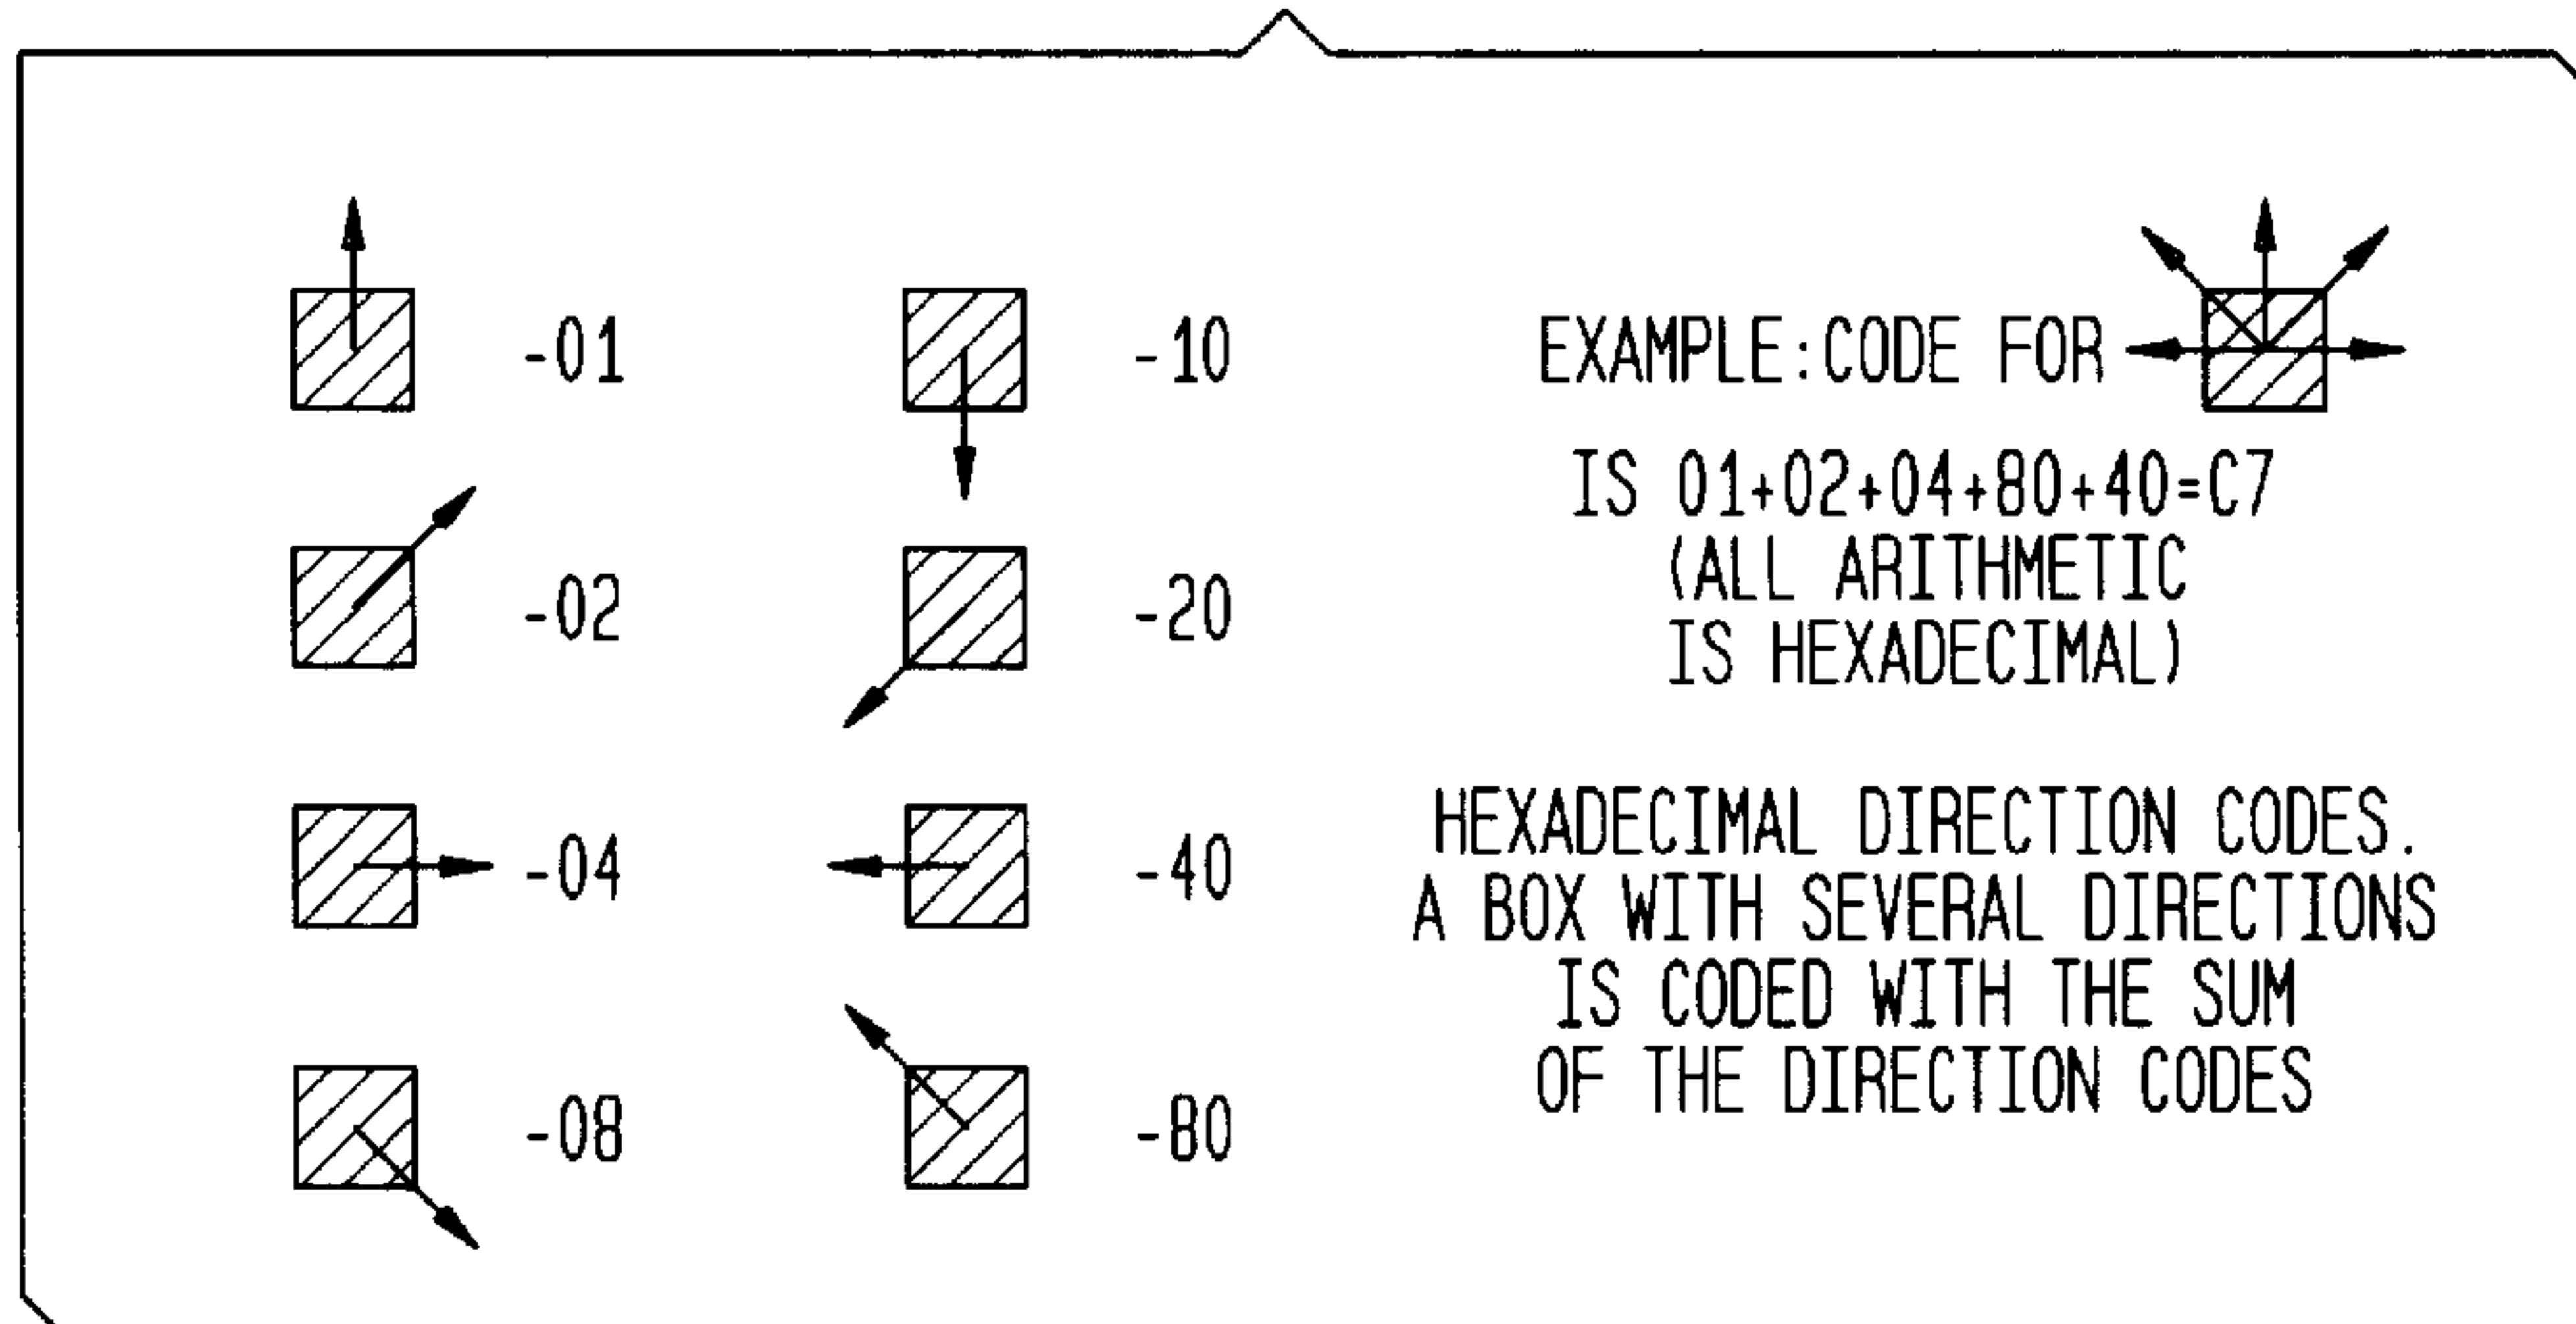 -01
-02
-04
-08
-10
-20
-40
-80
EXAMPLE:CODE FOR
IS 01+02+04+80+40=C7
(ALL ARITHMETIC
IS HEXADECIMAL)
HEXADECIMAL DIRECTION CODES.
A BOX WITH SEVERAL DIRECTIONS
IS CODED WITH THE SUM
OF THE DIRECTION CODES